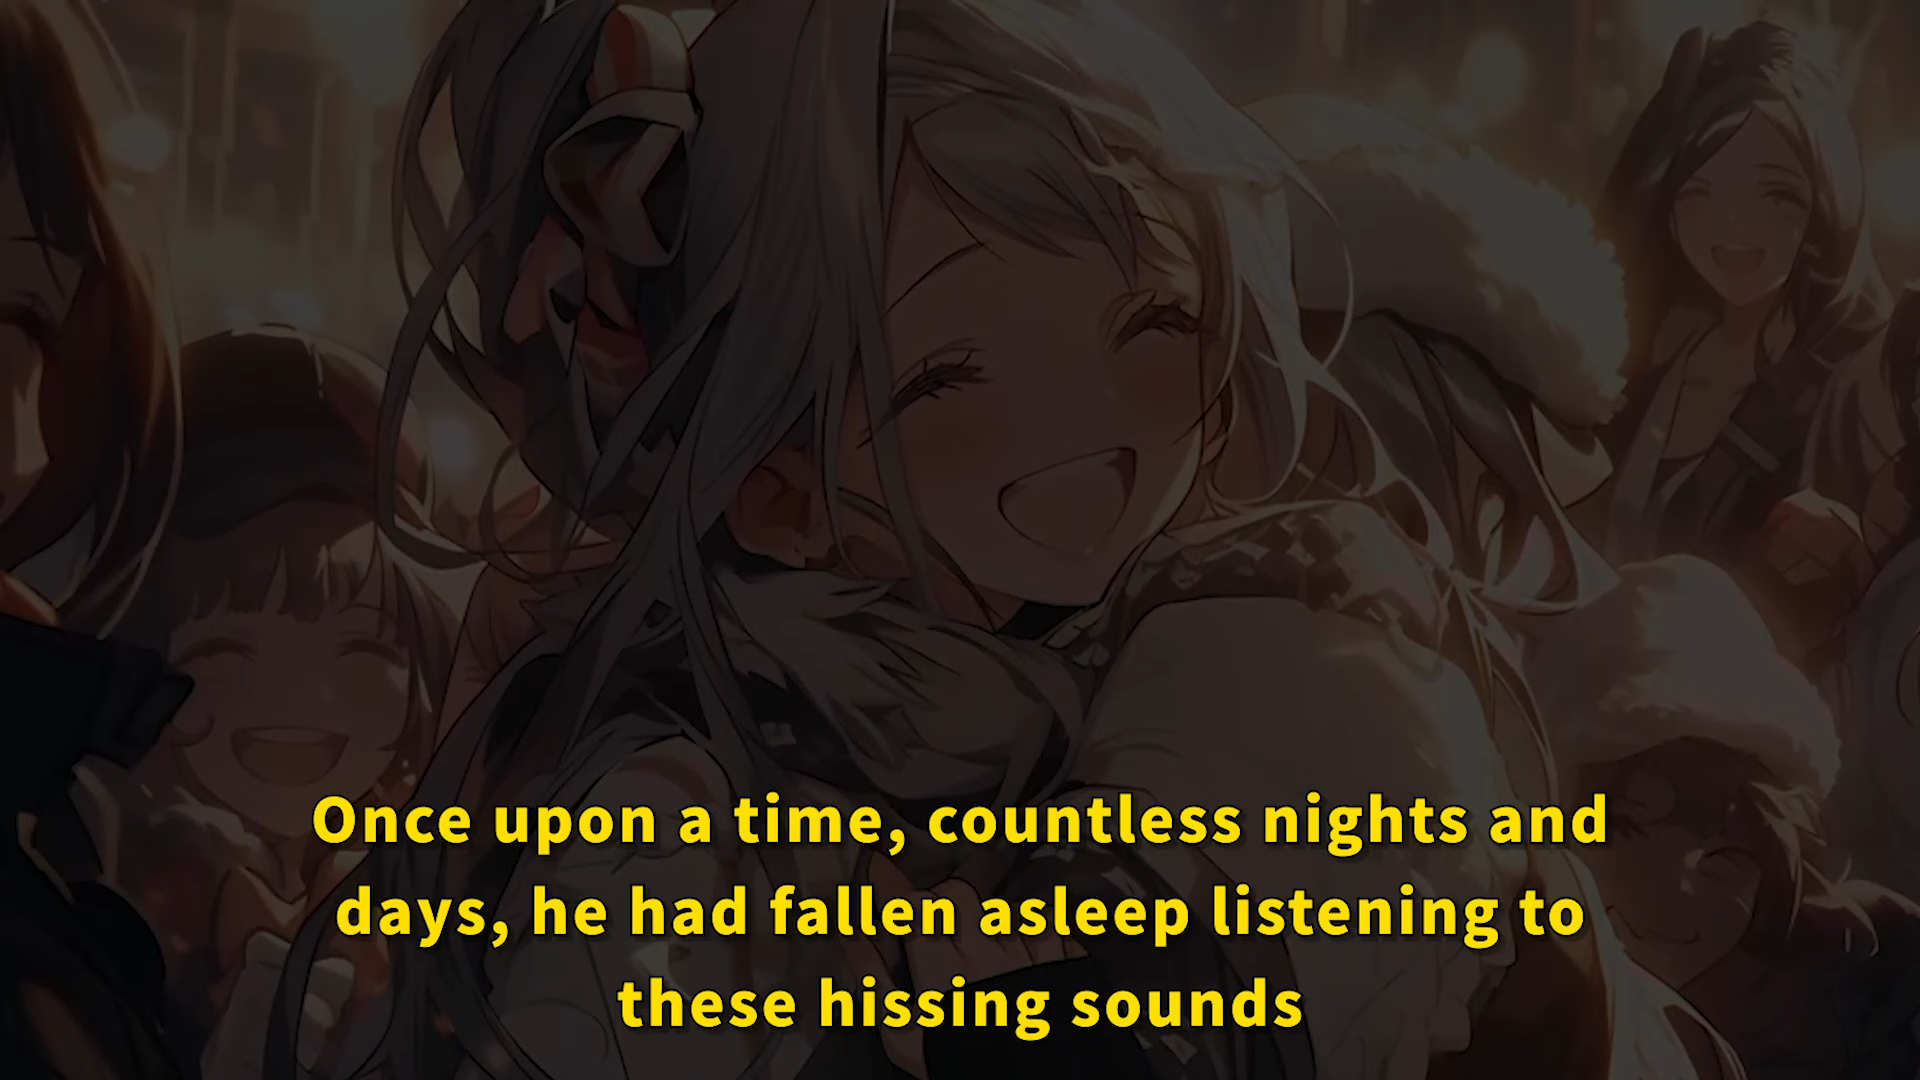 Once upon a time, countless nights and
days, he had fallen asleep listening to
these hissing sounds